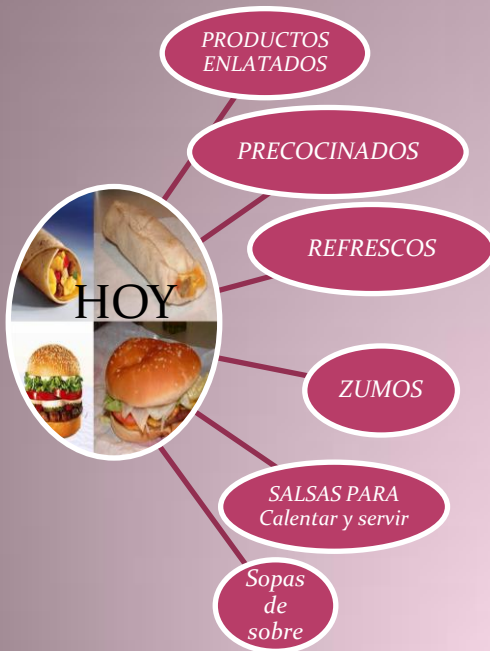 PRODUCTOS
ENLATADOS
PRECOCINADOS
REFRESCOS
HOY
ZUMOS
SALSAS PARA
Calentar y servir
Sopas
de
sobre